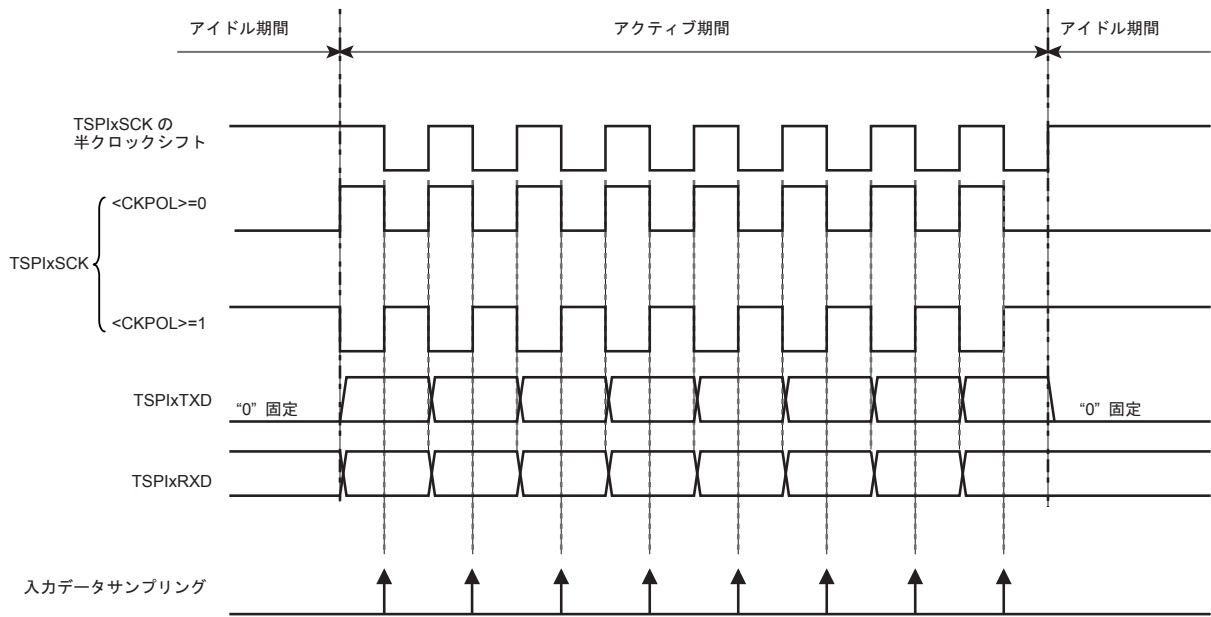 アイドル期間
アクティブ期間
アイドル期間
TSPIxSCK の
半クロックシフト
<CKPOL>=0
TSPIxSCK
<CKPOL>=1
TSPIxTXD
“0” 固定
“0” 固定
TSPIxRXD
入力データサンプリング